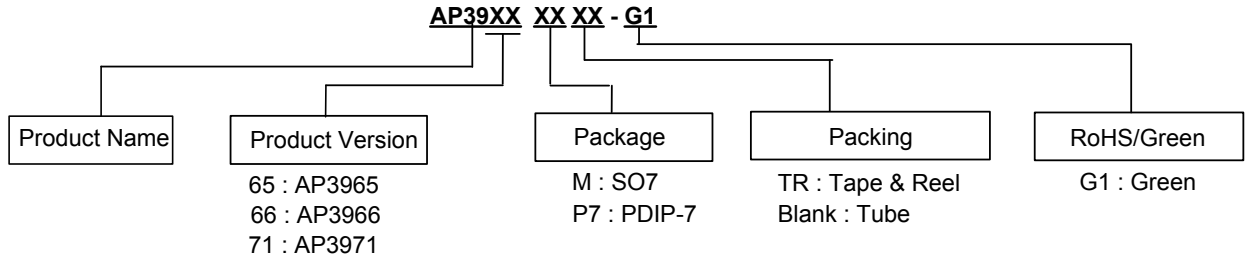 AP39XX XX XX - G1
Product Name
Product Version
Package
Packing
RoHS/Green
65 : AP3965
66 : AP3966
71 : AP3971
M : SO7
P7 : PDIP-7
TR : Tape & Reel
Blank : Tube
G1 : Green